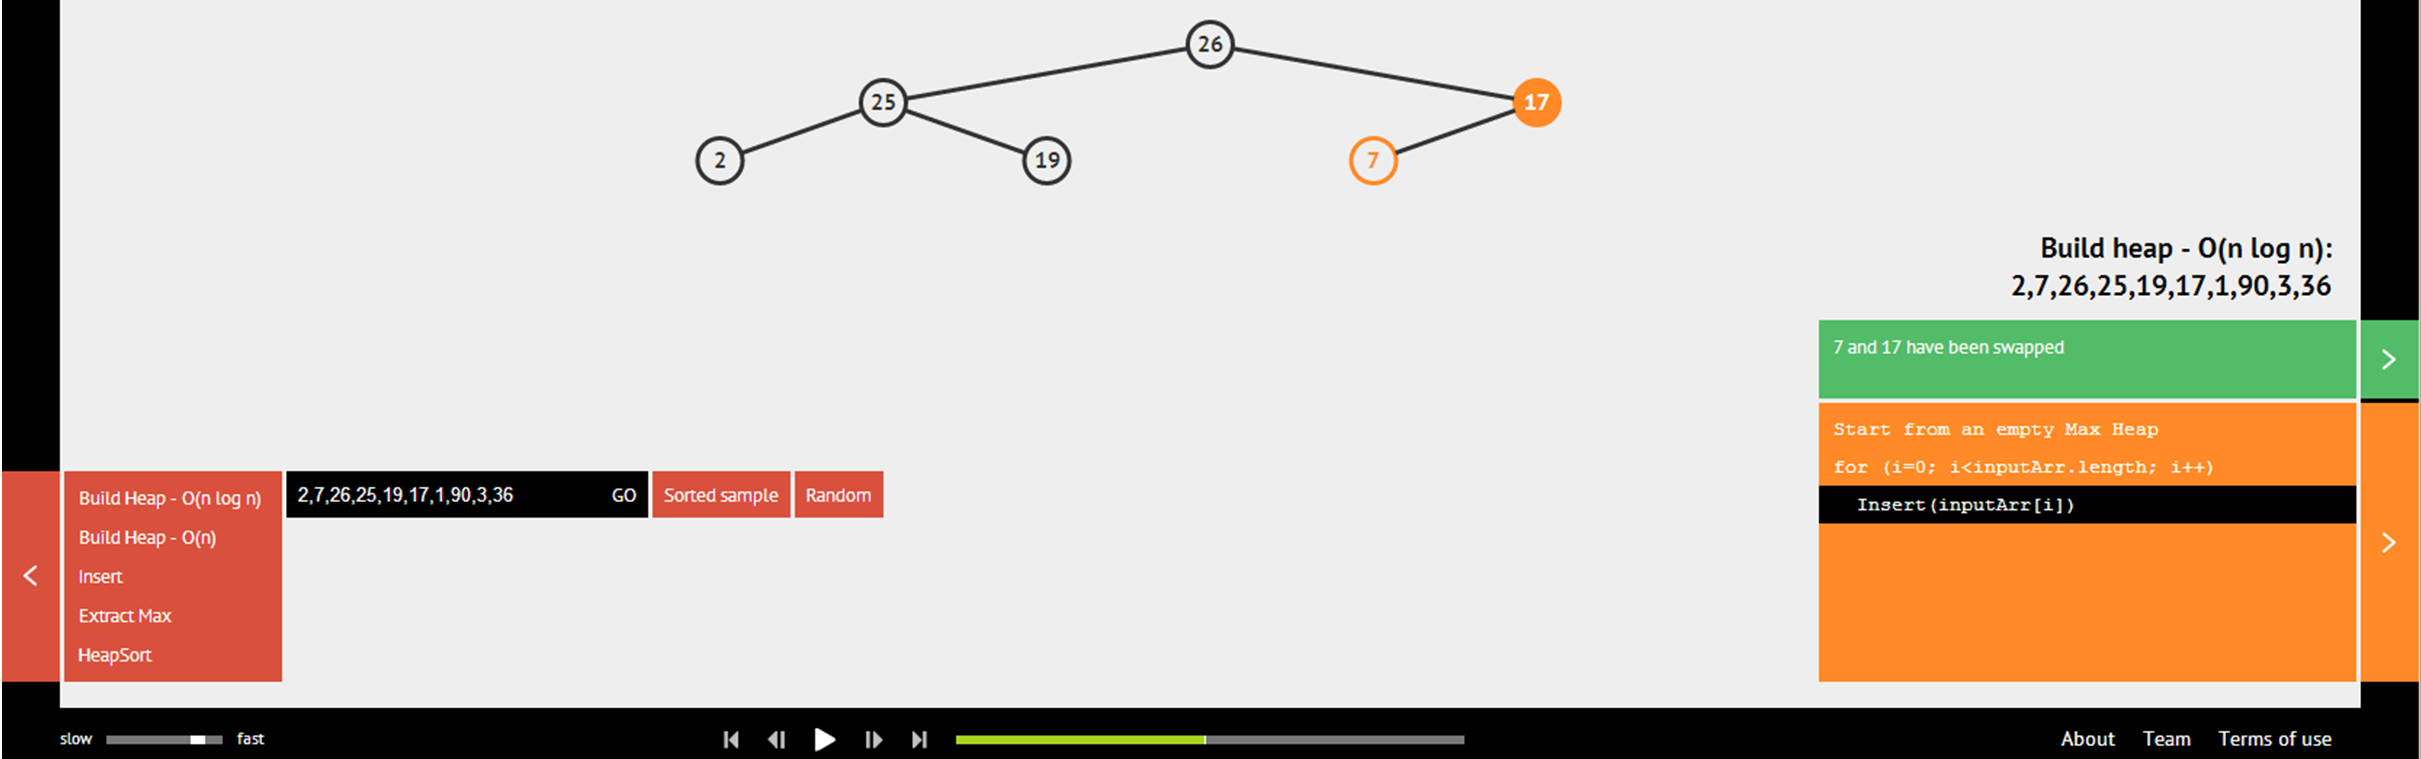 26
25
17
2
19
7
Build heap - O(n log n):
2,7,26,25,19,17,1,90,3,36
7 and 17 have been swapped
Start from an empty Max Heap
for (i=0; i<inputArr.length; i++)
Insert(inputArr[i])
Build Heap - O(n log n)
Build Heap - O(n)
Insert
Extract Max
HeapSort
2,7,26,25,19,17,1,90,3,36 GO
Sorted sample
Random
slow
fast
About
Team
Terms of use